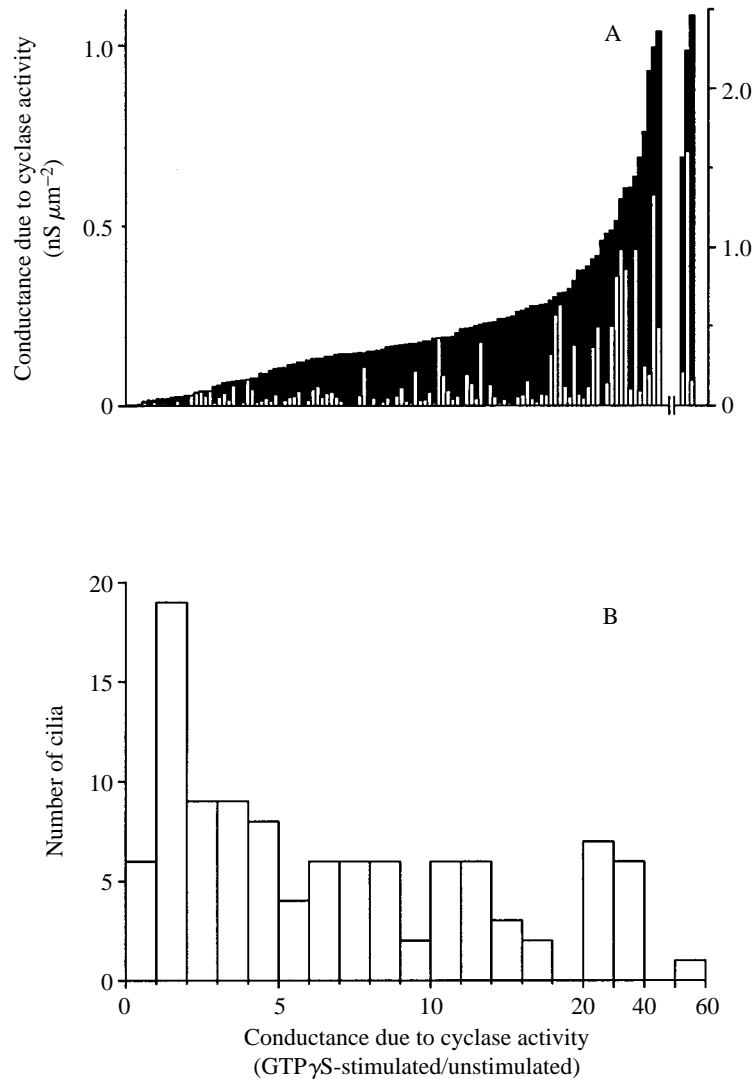 A
Conductance due to cyclase activity
(nS μm−2)
1.0
0.5
0
2.0
1.0
0
B
Number of cilia
20
15
10
5
0
0 5 10 20 40 60
Conductance due to cyclase activity
(GTPγS-stimulated/unstimulated)